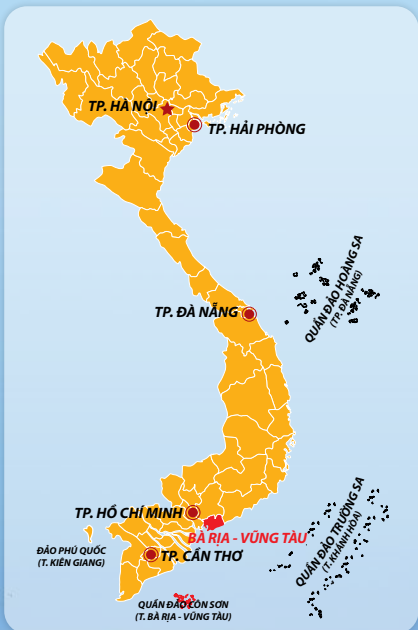 TP. HÀ NỘI
TP. HẢI PHÒNG
TP. ĐÀ NẴNG
QUẦN ĐẢO HOÀNG SA
(TP. ĐÀ NẴNG)
TP. HỒ CHÍ MINH
BÀ RỊA - VŨNG TÀU
QUẦN ĐẢO TRƯỜNG SA
(T. KHÁNH HÒA)
ĐẢO PHÚ QUỐC
(T. KIÊN GIANG)
TP. CẦN THƠ
QUẦN ĐẢO CÔN SƠN
(T. BÀ RỊA - VŨNG TÀU)